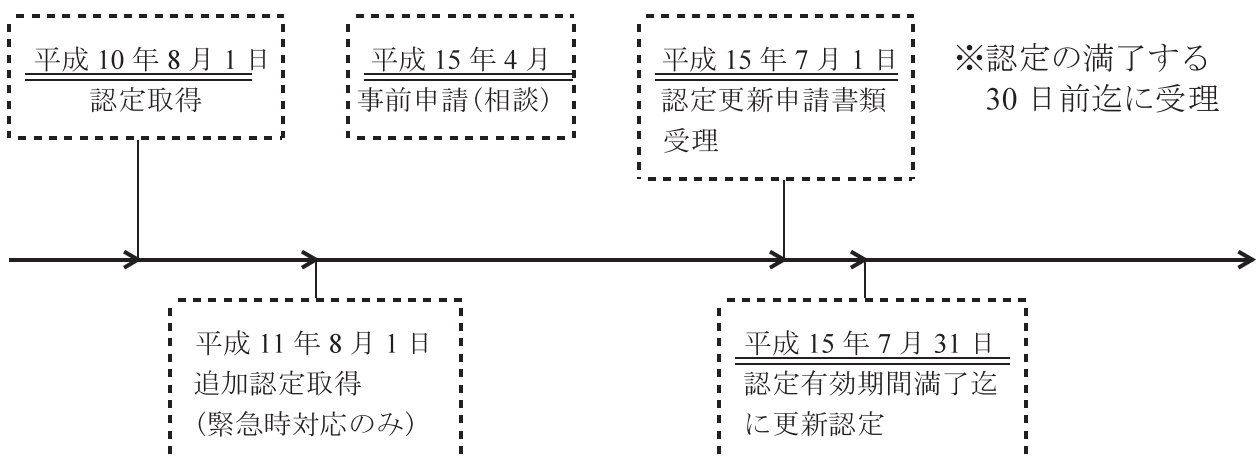 平成 10 年 8 月 1 日
認定取得
平成 15 年 4 月
事前申請(相談)
平成 15 年 7 月 1 日
認定更新申請書類
受理
※認定の満了する
30 日前迄に受理
平成 11 年 8 月 1 日
追加認定取得
(緊急時対応のみ)
平成 15 年 7 月 31 日
認定有効期間満了迄
に更新認定